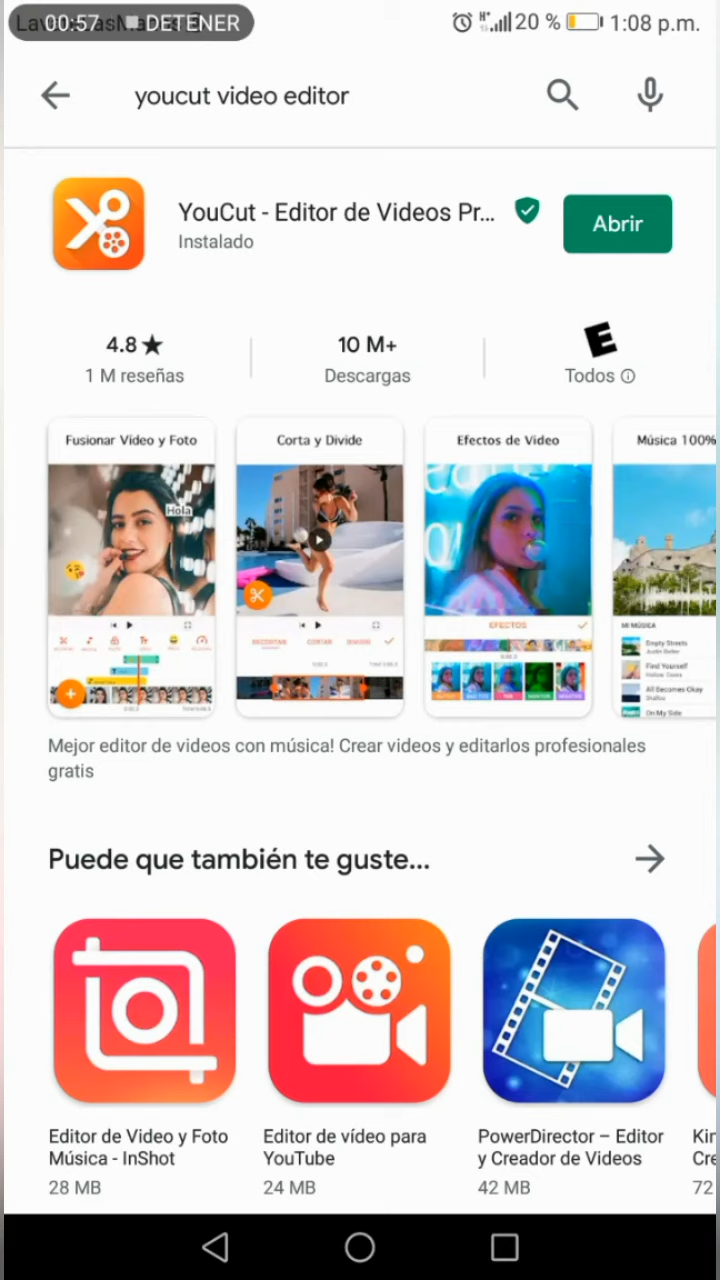 00:57 DETENER
20 % 1:08 p.m.
youcut video editor
YouCut - Editor de Videos Pr...
Instalado
Abrir
4.8★
1 M reseñas
10 M+
Descargas
E
Todos
Fusionar Vídeo y Foto
Hola
Corta y Divide
Efectos de Video
EFECTOS
Música 100%
MI MÚSICA
Empty Streets
Find Yourself
All Becomes Okay
On My Side
Mejor editor de videos con música! Crear videos y editarlos profesionales
gratis
Puede que también te guste...
Editor de Video y Foto
Música - InShot
28 MB
Editor de vídeo para
YouTube
24 MB
PowerDirector – Editor
y Creador de Videos
42 MB
Kin
Cre
72